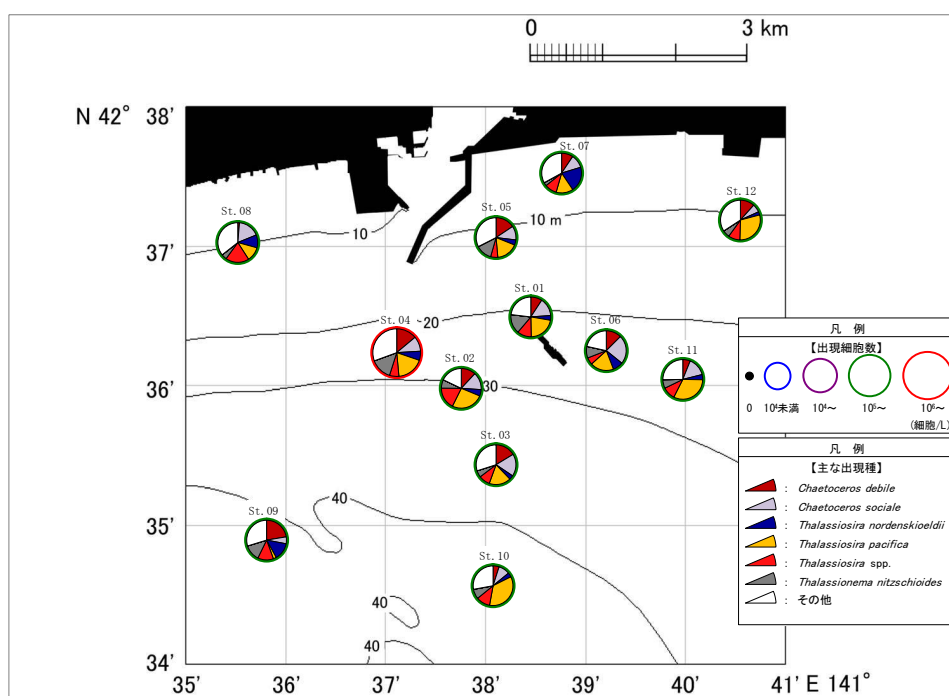 0 3 km
N 42° 38'
St.07
St.12
St.08
St.05
10 m
37'
10
St.01
St.04
20
St.06
St.02
St.11
36'
30
St.03
40
35'
St.09
St.10
40
40
34'
35' 36' 37' 38' 39' 40' 41' E 141°
凡 例
【出現細胞数】
0 10⁴未満 10⁴~ 10⁵~ 10⁶~
(細胞/L)
凡 例
【主な出現種】
: Chaetoceros debile
: Chaetoceros sociale
: Thalassiosira nordenskioeldii
: Thalassiosira pacifica
: Thalassiosira spp.
: Thalassionema nitzschioides
: その他